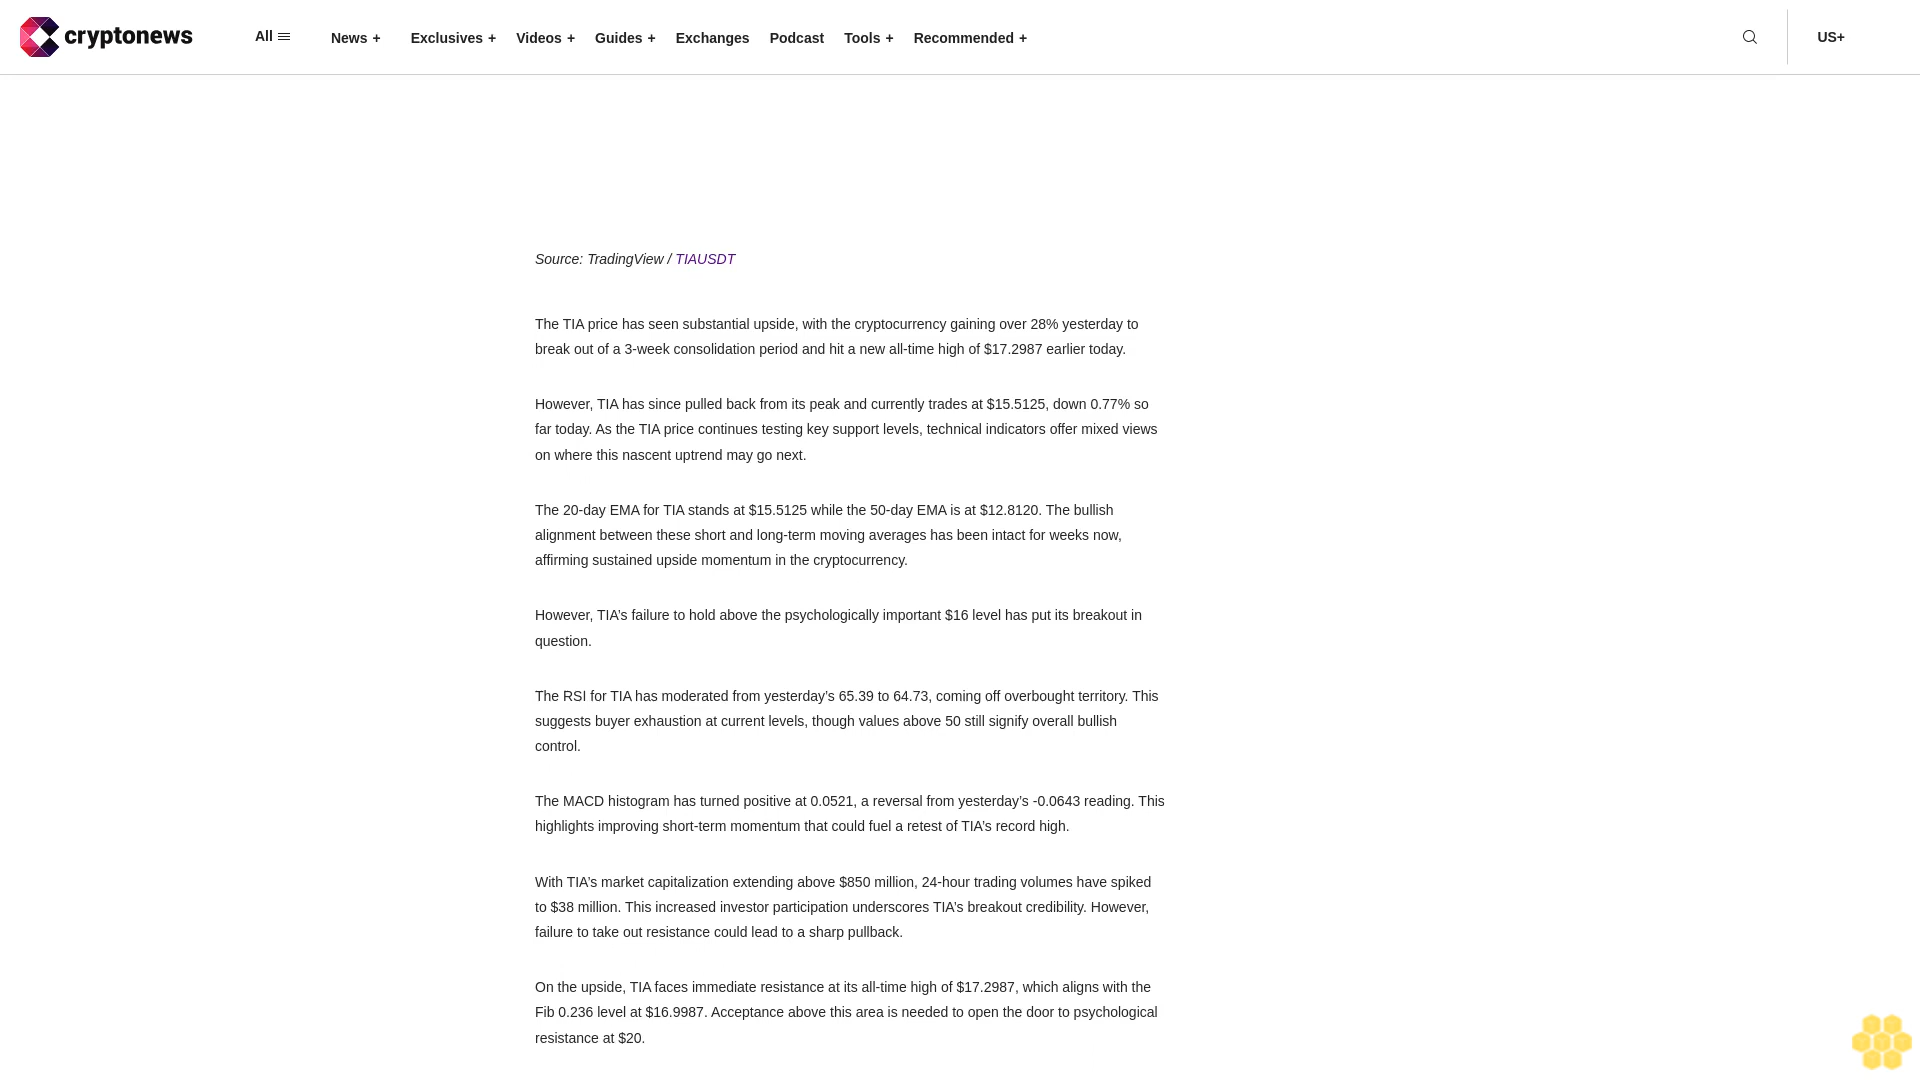 cryptonews
All
News +
Exclusives +
Videos +
Guides +
Exchanges
Podcast
Tools +
Recommended +
US+
Source: TradingView / TIAUSDT
The TIA price has seen substantial upside, with the cryptocurrency gaining over 28% yesterday to
break out of a 3-week consolidation period and hit a new all-time high of $17.2987 earlier today.
However, TIA has since pulled back from its peak and currently trades at $15.5125, down 0.77% so
far today. As the TIA price continues testing key support levels, technical indicators offer mixed views
on where this nascent uptrend may go next.
The 20-day EMA for TIA stands at $15.5125 while the 50-day EMA is at $12.8120. The bullish
alignment between these short and long-term moving averages has been intact for weeks now,
affirming sustained upside momentum in the cryptocurrency.
However, TIA’s failure to hold above the psychologically important $16 level has put its breakout in
question.
The RSI for TIA has moderated from yesterday’s 65.39 to 64.73, coming off overbought territory. This
suggests buyer exhaustion at current levels, though values above 50 still signify overall bullish
control.
The MACD histogram has turned positive at 0.0521, a reversal from yesterday’s -0.0643 reading. This
highlights improving short-term momentum that could fuel a retest of TIA’s record high.
With TIA’s market capitalization extending above $850 million, 24-hour trading volumes have spiked
to $38 million. This increased investor participation underscores TIA’s breakout credibility. However,
failure to take out resistance could lead to a sharp pullback.
On the upside, TIA faces immediate resistance at its all-time high of $17.2987, which aligns with the
Fib 0.236 level at $16.9987. Acceptance above this area is needed to open the door to psychological
resistance at $20.